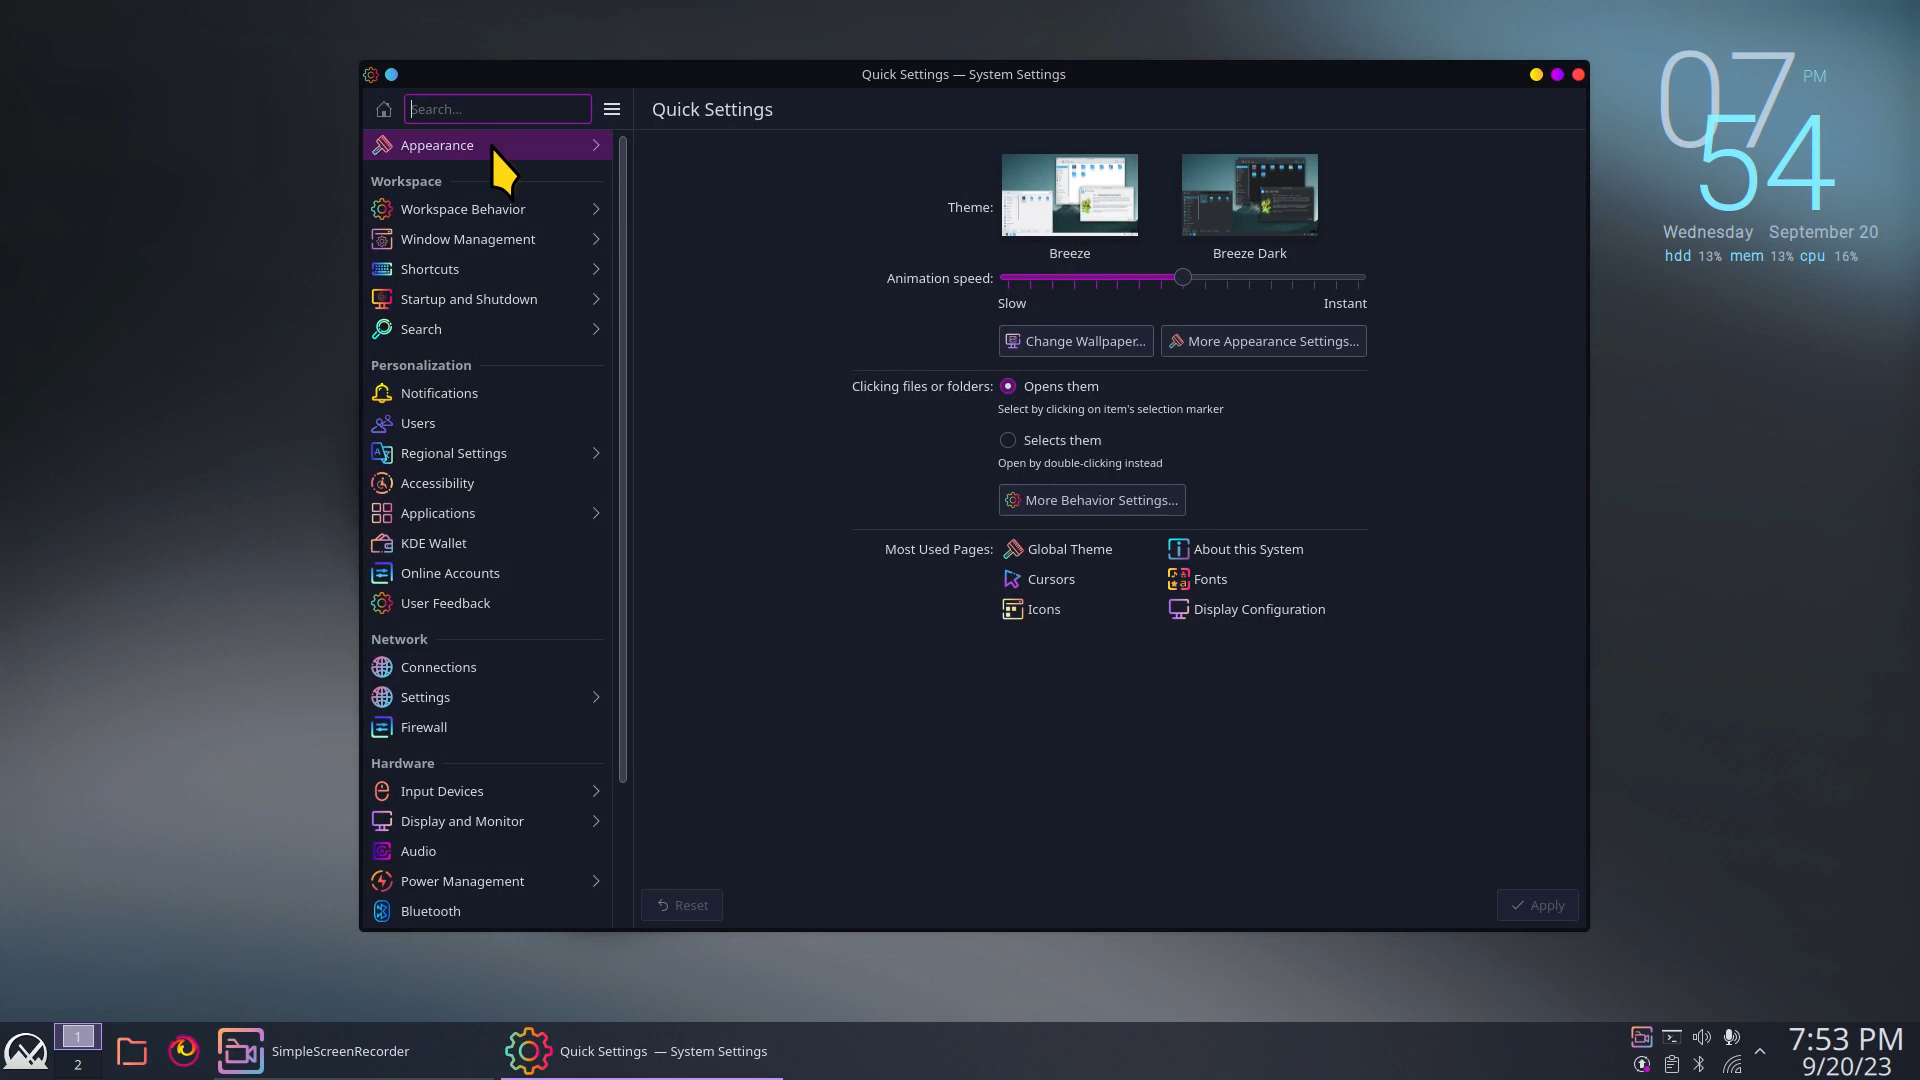 Quick Settings — System Settings
Search...
Quick Settings
Appearance
Workspace
Workspace Behavior
Window Management
Shortcuts
Startup and Shutdown
Search
Personalization
Notifications
Users
Regional Settings
Accessibility
Applications
KDE Wallet
Online Accounts
User Feedback
Network
Connections
Settings
Firewall
Hardware
Input Devices
Display and Monitor
Audio
Power Management
Bluetooth
Theme:
Breeze
Breeze Dark
Animation speed:
Slow
Instant
Change Wallpaper...
More Appearance Settings...
Clicking files or folders:
Opens them
Select by clicking on item's selection marker
Selects them
Open by double-clicking instead
More Behavior Settings...
Most Used Pages:
Global Theme
About this System
Cursors
Fonts
Icons
Display Configuration
Reset
Apply
07 PM
54
Wednesday September 20
hdd 13% mem 13% cpu 16%
1
2
SimpleScreenRecorder
Quick Settings — System Settings
7:53 PM
9/20/23